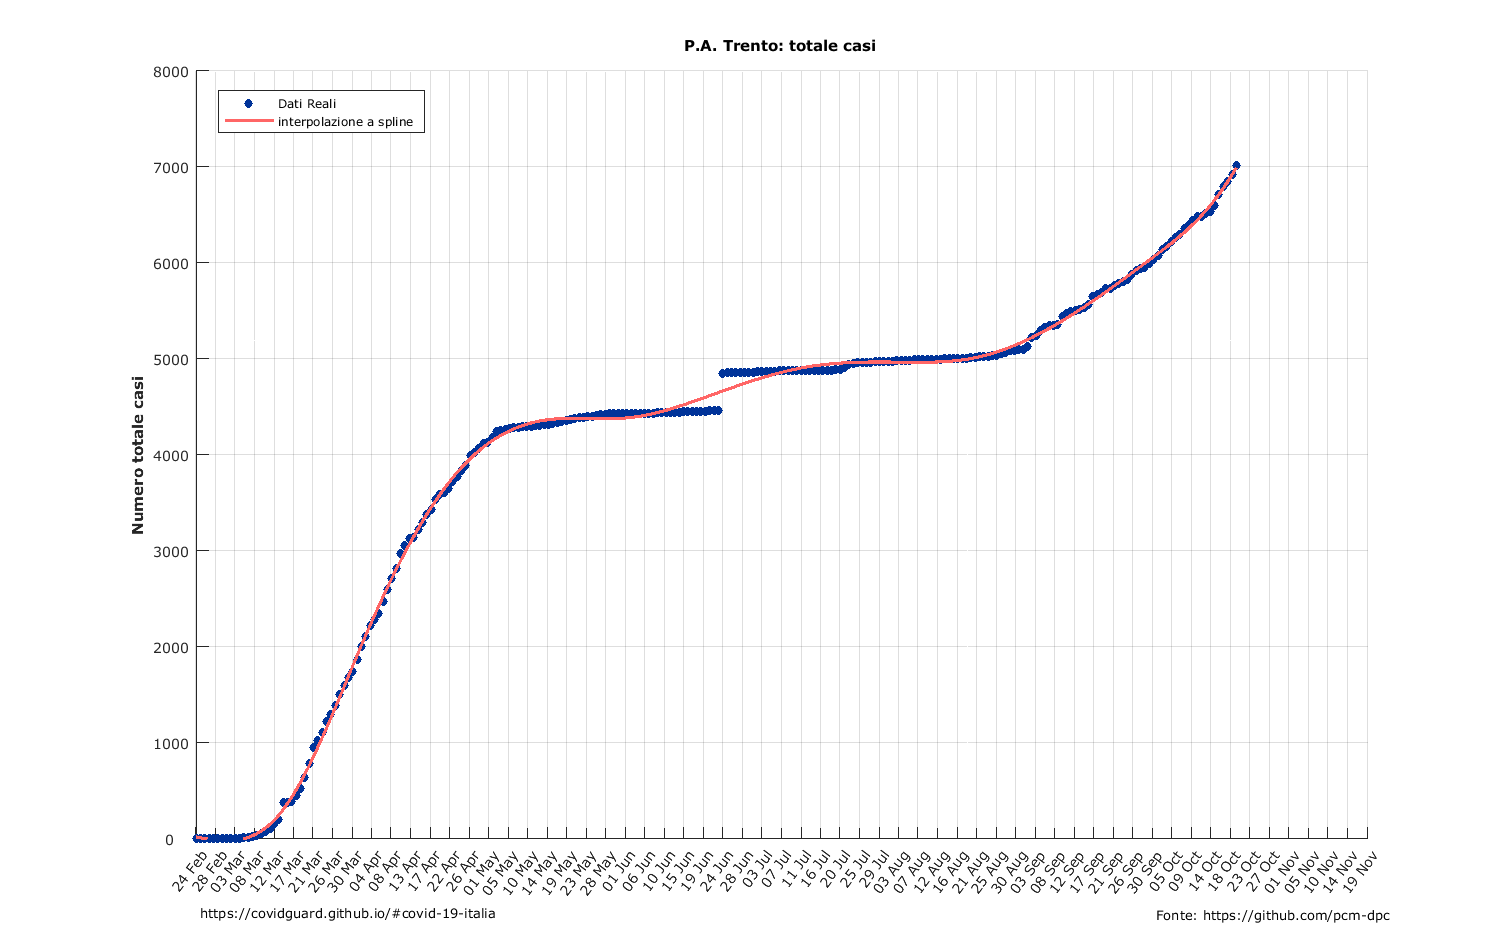 P.A. Trento: totale casi
8000
7000
6000
5000
4000
3000
2000
1000
0
Numero totale casi
Dati Reali
interpolazione a spline
24 Feb
28 Feb
03 Mar
08 Mar
12 Mar
17 Mar
21 Mar
26 Mar
30 Mar
04 Apr
08 Apr
13 Apr
17 Apr
22 Apr
26 Apr
01 May
05 May
10 May
14 May
19 May
23 May
28 May
01 Jun
06 Jun
10 Jun
15 Jun
19 Jun
24 Jun
28 Jun
03 Jul
07 Jul
11 Jul
16 Jul
20 Jul
25 Jul
29 Jul
03 Aug
07 Aug
12 Aug
16 Aug
21 Aug
25 Aug
30 Aug
03 Sep
08 Sep
12 Sep
17 Sep
21 Sep
26 Sep
30 Sep
05 Oct
09 Oct
14 Oct
18 Oct
23 Oct
27 Oct
01 Nov
05 Nov
10 Nov
14 Nov
19 Nov
https://covidguard.github.io/#covid-19-italia
Fonte: https://github.com/pcm-dpc